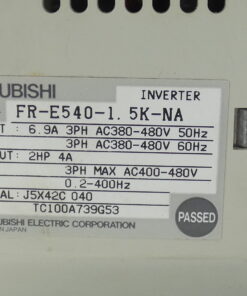 UBISHI
INVERTER
FR-E540-1.5K-NA
T : 6.9A 3PH AC380-480V 50Hz
3PH AC380-480V 60Hz
UT: 2HP 4A
3PH MAX AC400-480V
0.2-400Hz
AL: J5X42C 040
TC100A739G53
PASSED
UBISHI ELECTRIC CORPORATION
IN JAPAN